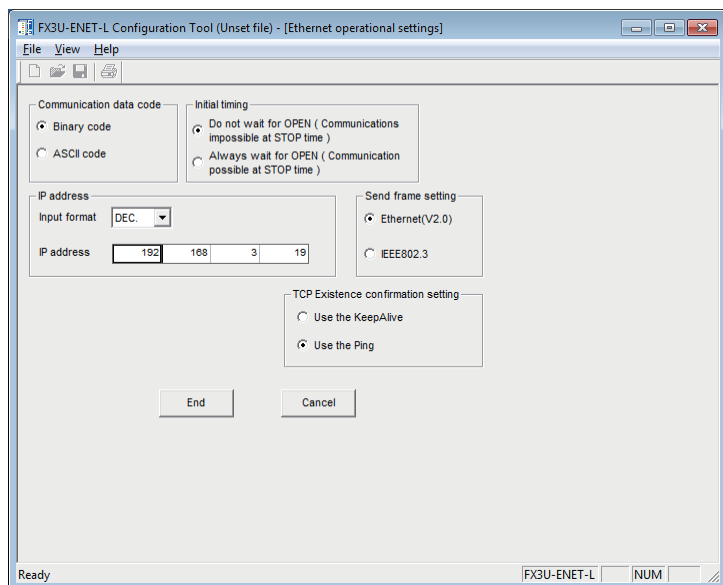 FX3U-ENET-L Configuration Tool (Unset file) - [Ethernet operational settings]
File View Help
Communication data code
Binary code
ASCII code
Initial timing
Do not wait for OPEN ( Communications
impossible at STOP time )
Always wait for OPEN ( Communication
possible at STOP time )
IP address
Input format DEC.
IP address 192 168 3 19
Send frame setting
Ethernet(V2.0)
IEEE802.3
TCP Existence confirmation setting
Use the KeepAlive
Use the Ping
End Cancel
Ready FX3U-ENET-L NUM